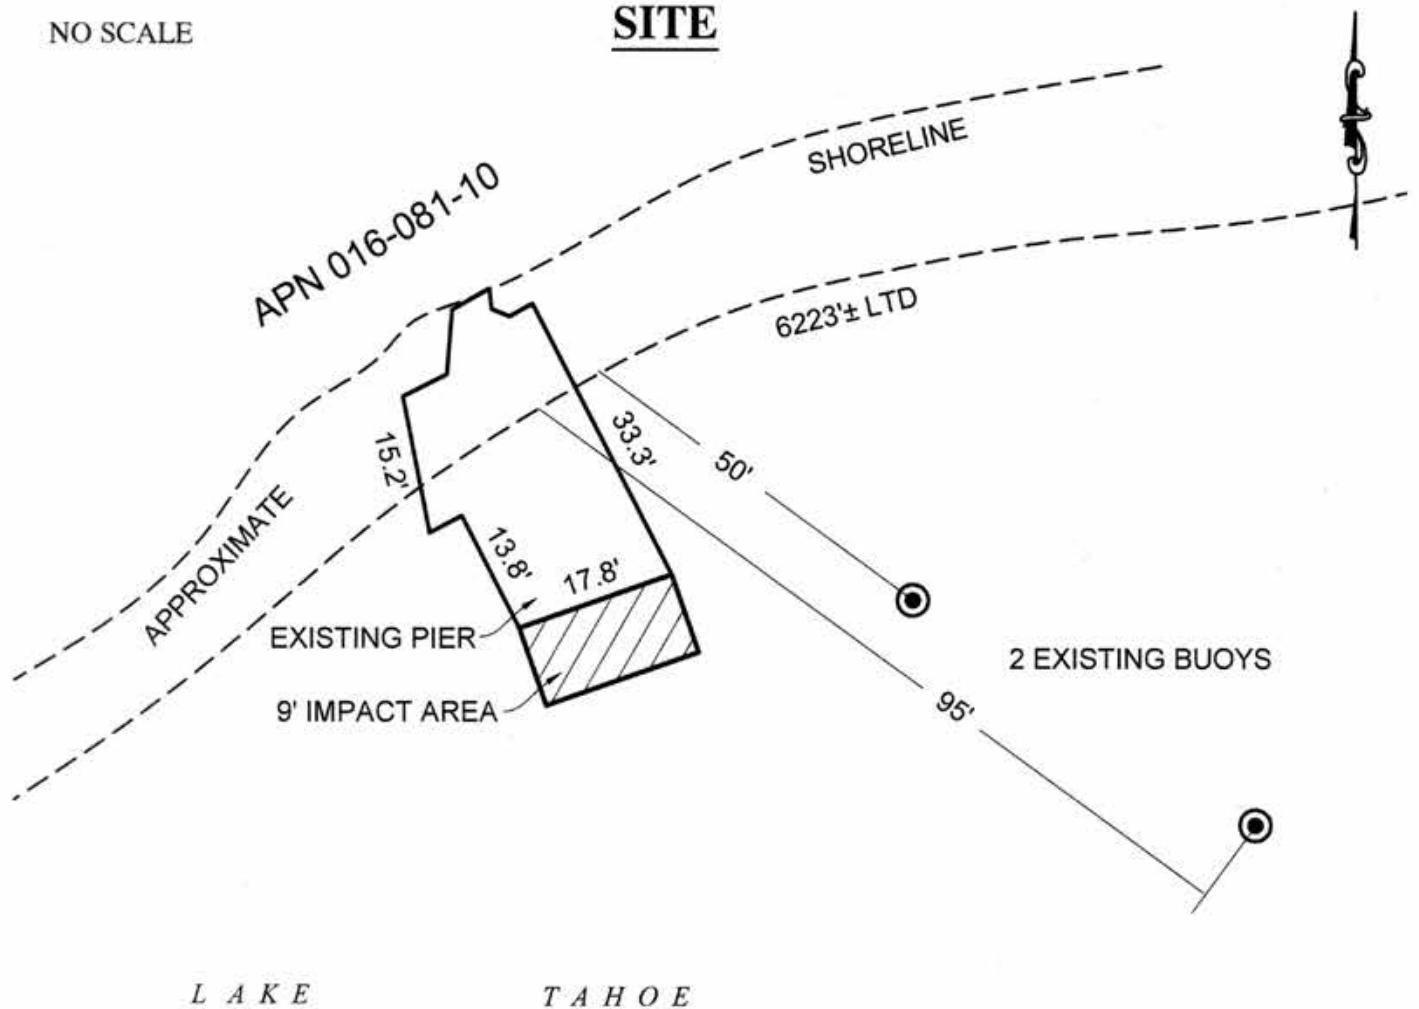 NO SCALE
SITE
SHORELINE
APN 016-081-10
6223'± LTD
33.3'
50'
15.2'
APPROXIMATE
13.8'
17.8'
EXISTING PIER
2 EXISTING BUOYS
9' IMPACT AREA
95'
LAKE TAHOE